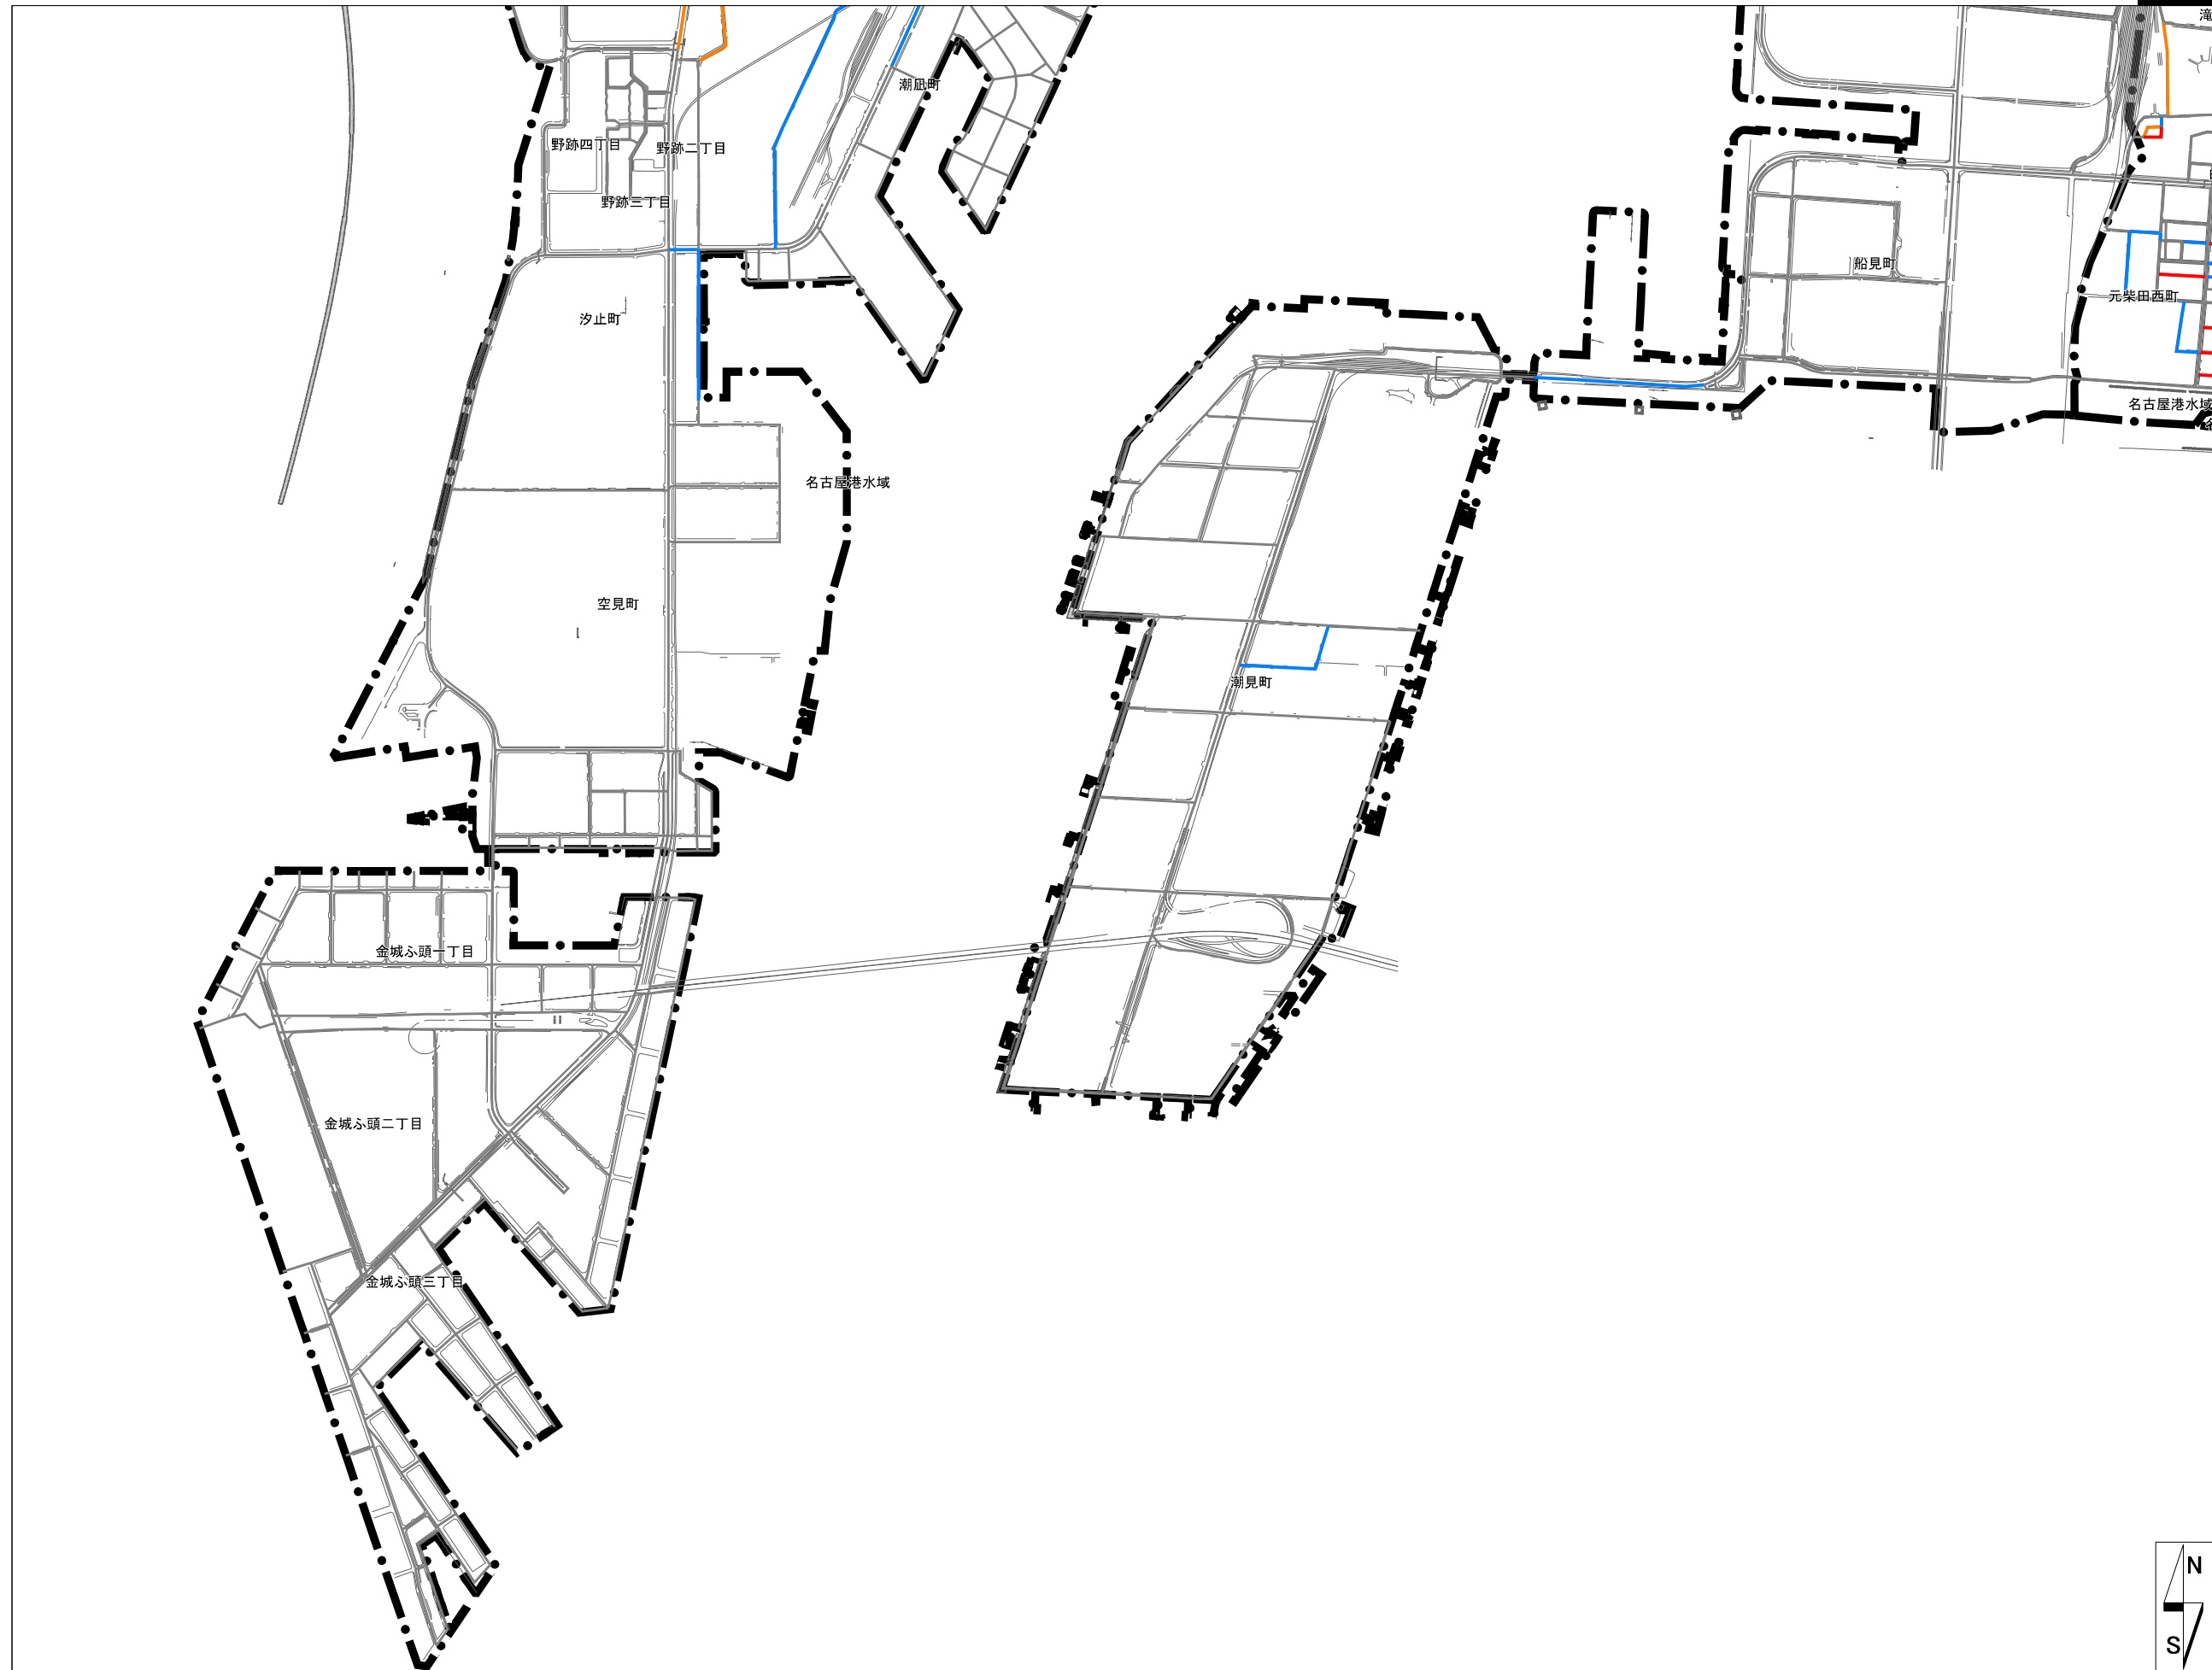 滝
潮凪町
野跡四丁目
野跡二丁目
野跡三丁目
船見町
元柴田西町
汐止町
名古屋港水域
名古屋港水域
空見町
潮見町
金城ふ頭一丁目
金城ふ頭二丁目
金城ふ頭三丁目
N
S